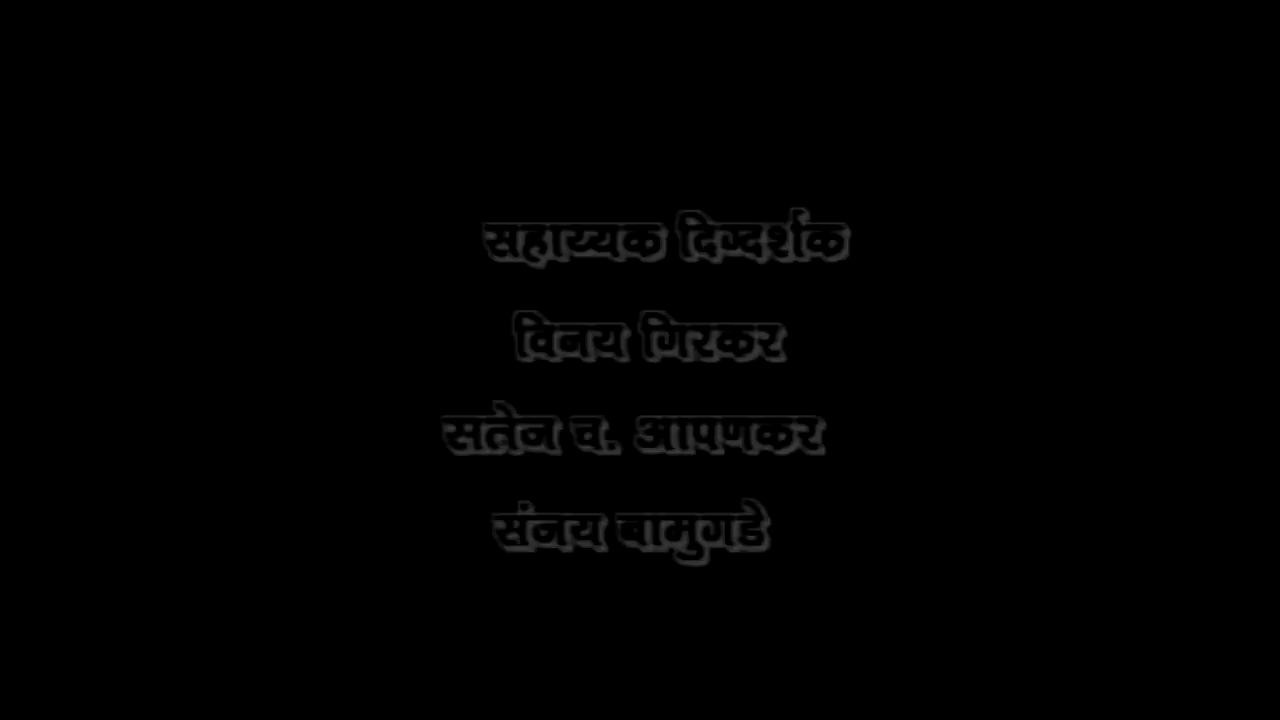 सहाय्यक दिग्दर्शक
विनय गिरकर
सतेन च. आपणकर
संजय बामुगडे